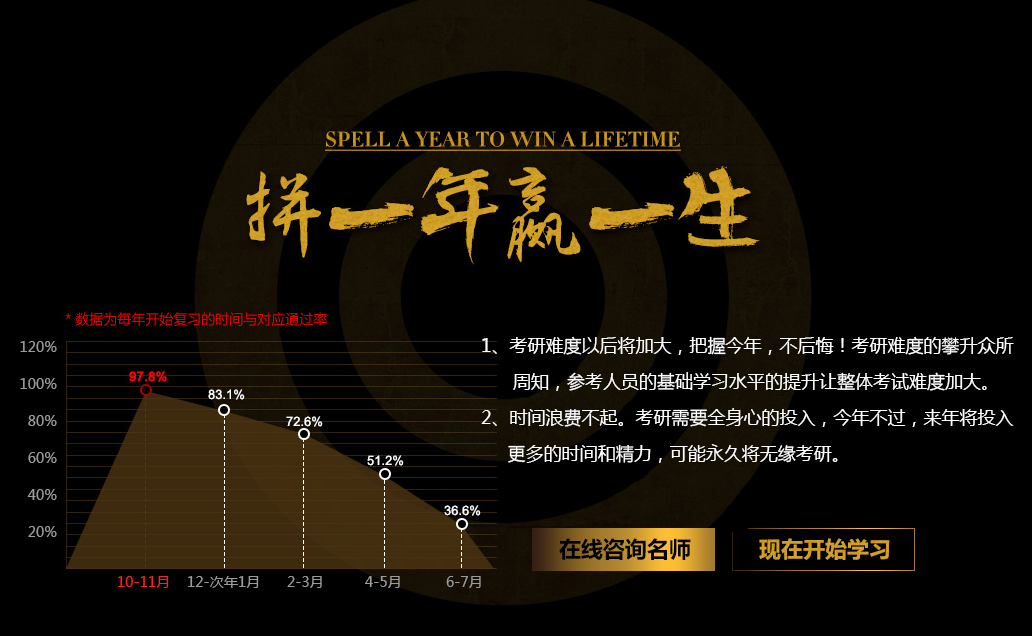 SPELL A YEAR TO WIN A LIFETIME
拼一年赢一生
* 数据为每年开始复习的时间与对应通过率
120%
100%
80%
60%
40%
20%
97.8%
83.1%
72.6%
51.2%
36.6%
10-11月
12-次年1月
2-3月
4-5月
6-7月
1、考研难度以后将加大，把握今年，不后悔！考研难度的攀升众所
周知，参考人员的基础学习水平的提升让整体考试难度加大。
2、时间浪费不起。考研需要全身心的投入，今年不过，来年将投入
更多的时间和精力，可能永久将无缘考研。
在线咨询名师
现在开始学习